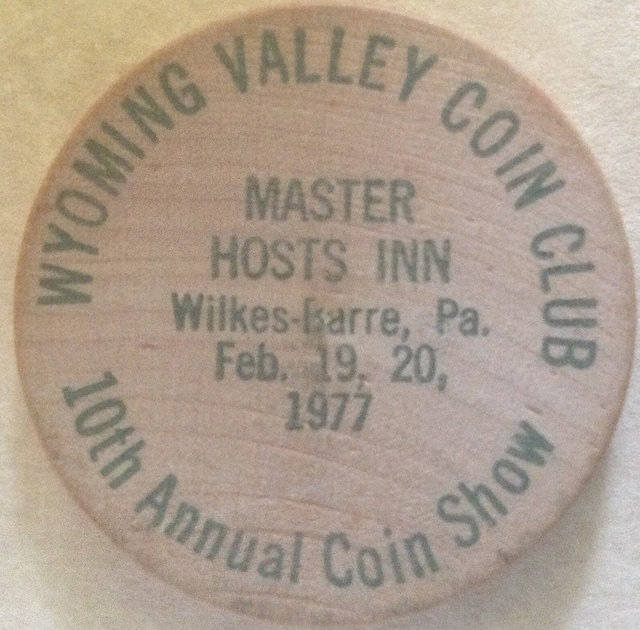 WYOMING VALLEY COIN CLUB
MASTER
HOSTS INN
Wilkes-Barre, Pa.
Feb. 19, 20,
1977
10th Annual Coin Show